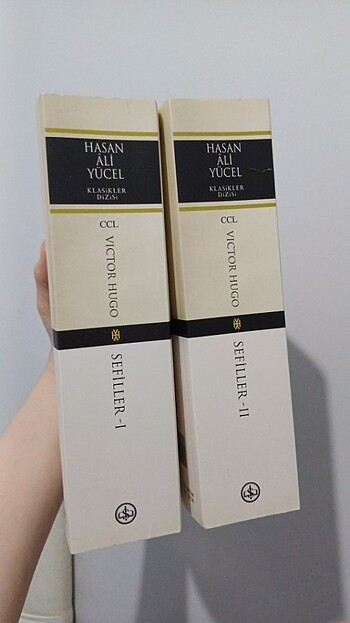 HASAN
ÂLİ
YÜCEL
KLASİKLER
DİZİSİ
CCL
VICTOR HUGO
SEFİLLER -I
HASAN
ÂLİ
YÜCEL
KLASİKLER
DİZİSİ
CCL
VICTOR HUGO
SEFİLLER -II